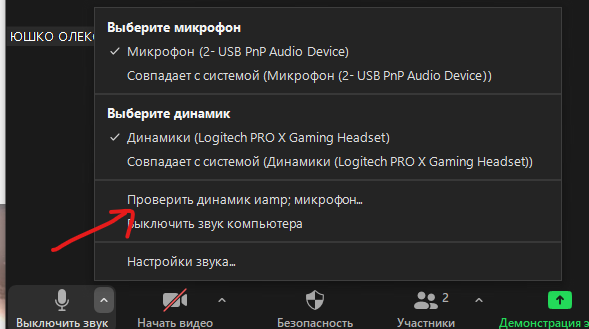 Выберите микрофон
ЮШКО ОЛЕКС
Микрофон (2- USB PnP Audio Device)
Совпадает с системой (Микрофон (2- USB PnP Audio Device))
Выберите динамик
Динамики (Logitech PRO X Gaming Headset)
Совпадает с системой (Динамики (Logitech PRO X Gaming Headset))
Проверить динамик иamp; микрофон...
Выключить звук компьютера
Настройки звука...
2
Выключить звук
Начать видео
Безопасность
Участники
Демонстрация э